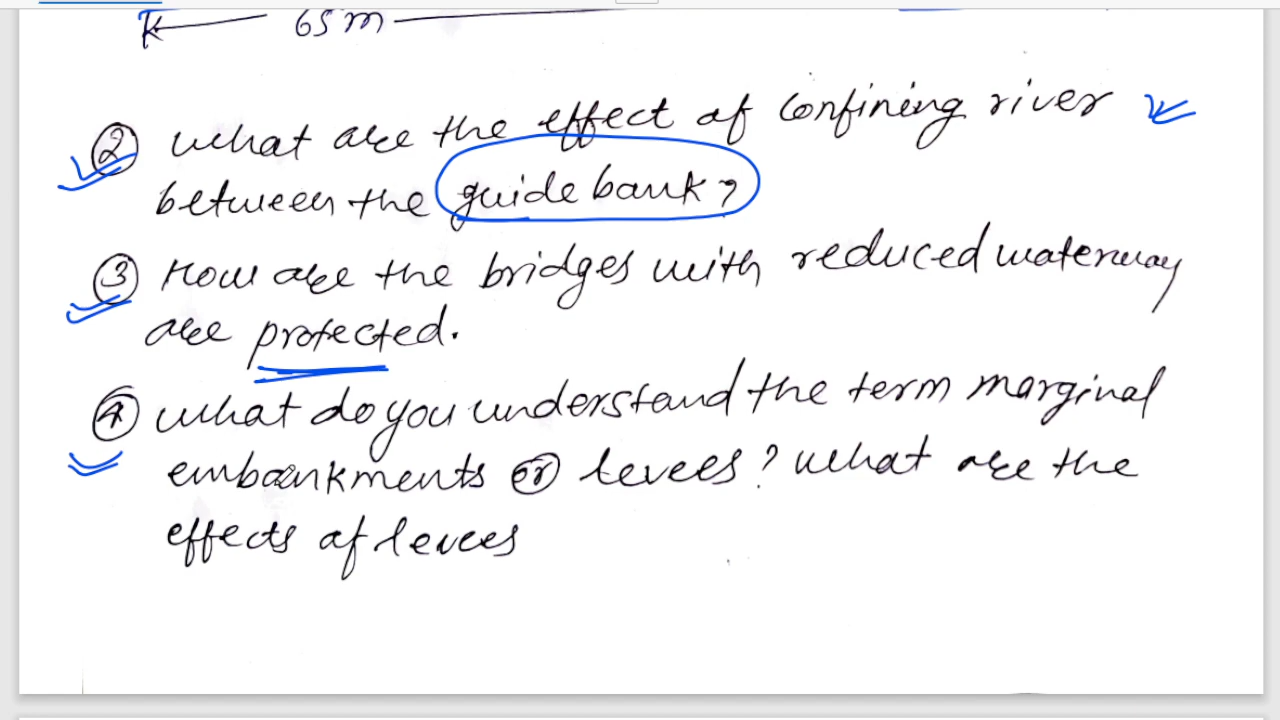 65 m
② What are the effect of confining river
between the guide bank?
③ How are the bridges with reduced waterway
are protected.
④ What do you understand the term marginal
embankments or levees? What are the
effects of levees